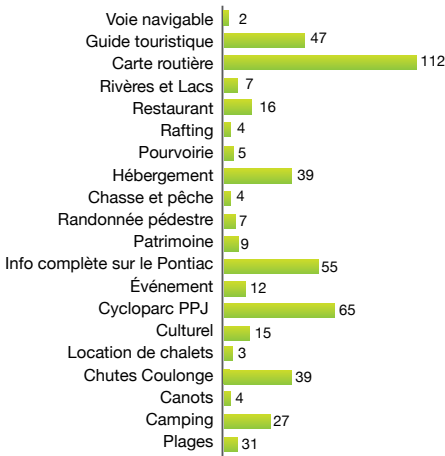 Voie navigable 2
Guide touristique 47
Carte routière 112
Rivères et Lacs 7
Restaurant 16
Rafting 4
Pourvoirie 5
Hébergement 39
Chasse et pêche 4
Randonnée pédestre 7
Patrimoine 9
Info complète sur le Pontiac 55
Événement 12
Cycloparc PPJ 65
Culturel 15
Location de chalets 3
Chutes Coulonge 39
Canots 4
Camping 27
Plages 31